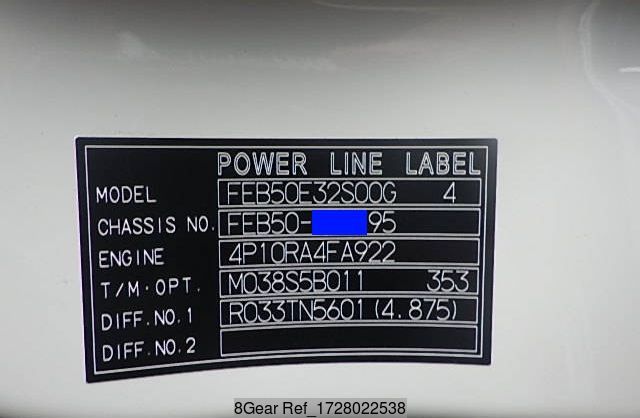 POWER LINE LABEL
MODEL FEB50E32S00G 4
CHASSIS NO. FEB50- 95
ENGINE 4P10RA4FA922
T/M·OPT. M038S5B011 353
DIFF.NO.1 R033TN5601(4.875)
DIFF.NO.2
8Gear Ref_1728022538